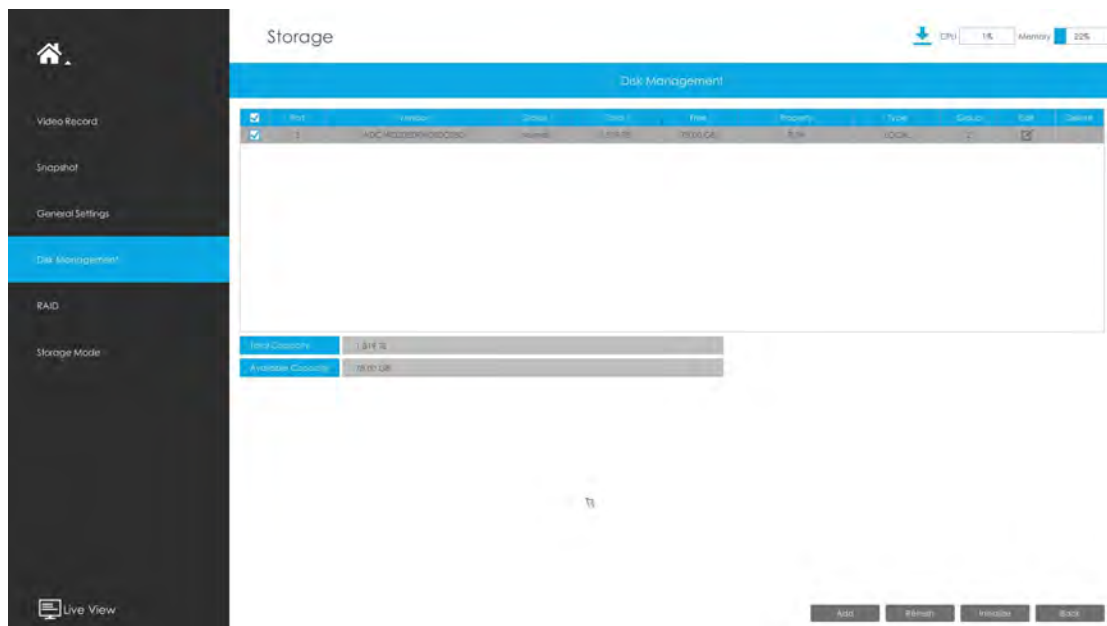 Storage
CPU 1% Memory 22%
Disk Management
Video Record
Snapshot
General Settings
Disk Management
RAID
Storage Mode
Port Vendor Status Total Free Property Type Group Edit Delete
normal R/W LOCAL
Total Capacity
Available Capacity
Live View
Add Refresh Initialize Back